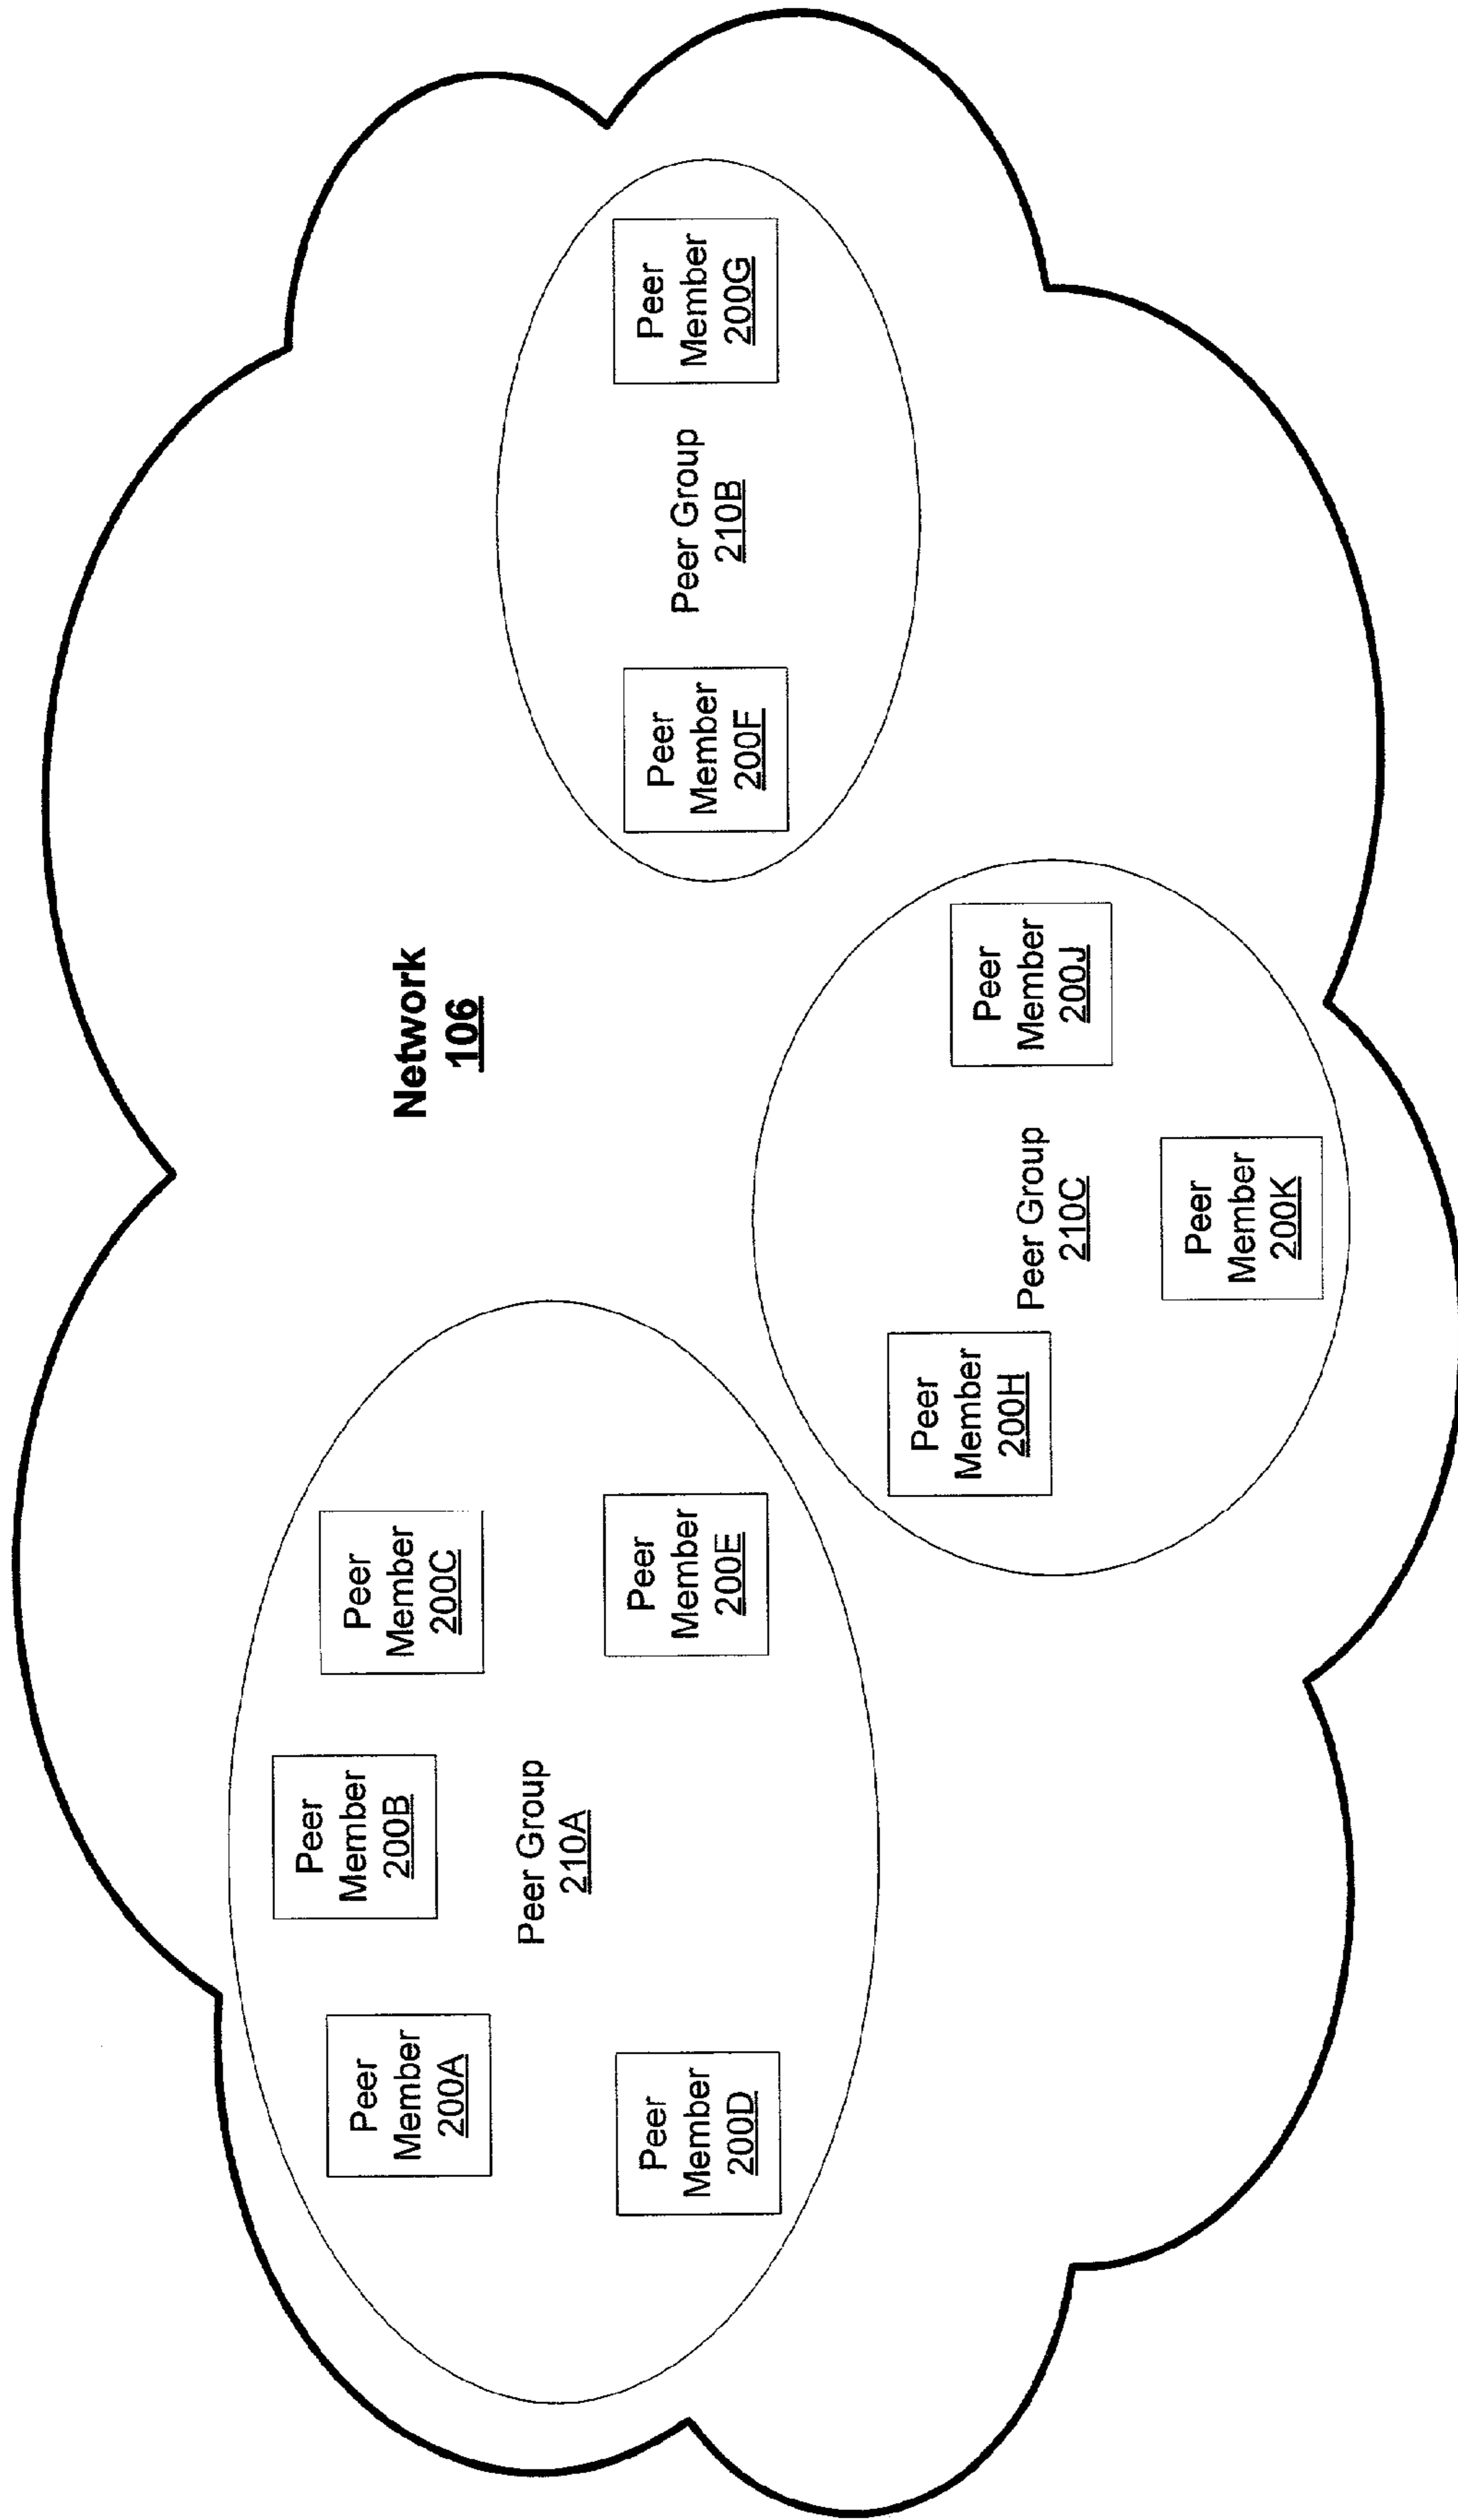 Network
106
Peer
Member
200A
Peer
Member
200B
Peer
Member
200C
Peer Group
210A
Peer
Member
200D
Peer
Member
200E
Peer
Member
200F
Peer Group
210B
Peer
Member
200G
Peer
Member
200H
Peer Group
210C
Peer
Member
200J
Peer
Member
200K